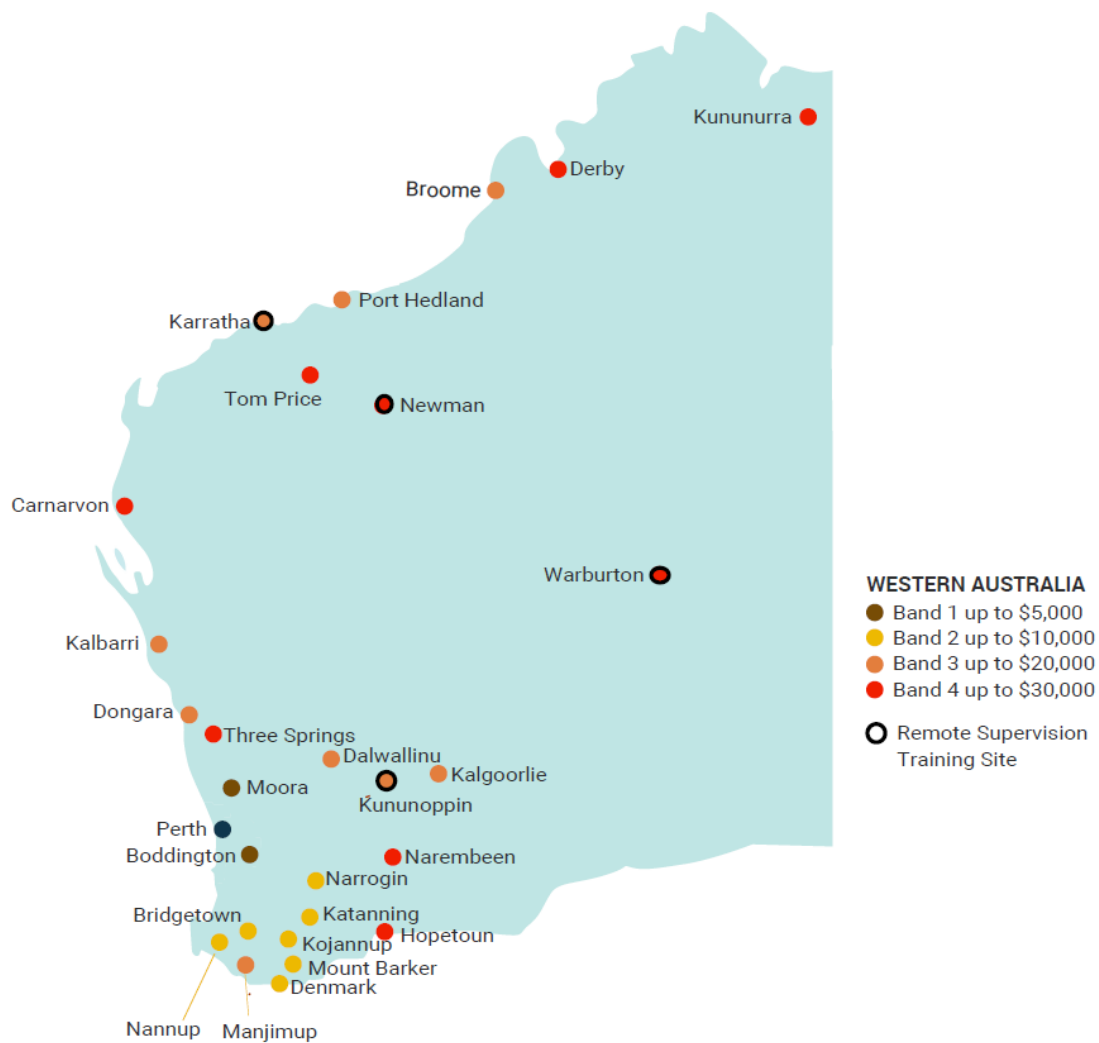 Kununurra
Derby
Broome
Port Hedland
Karratha
Tom Price
Newman
Carnarvon
Warburton
WESTERN AUSTRALIA
Band 1 up to $5,000
Band 2 up to $10,000
Band 3 up to $20,000
Band 4 up to $30,000
Remote Supervision
Training Site
Kalbarri
Dongara
Three Springs
Dalwallinu
Kalgoorlie
Moora
Kununoppin
Perth
Boddington
Narembeen
Narrogin
Bridgetown
Katanning
Hopetoun
Kojannup
Mount Barker
Denmark
Nannup
Manjimup